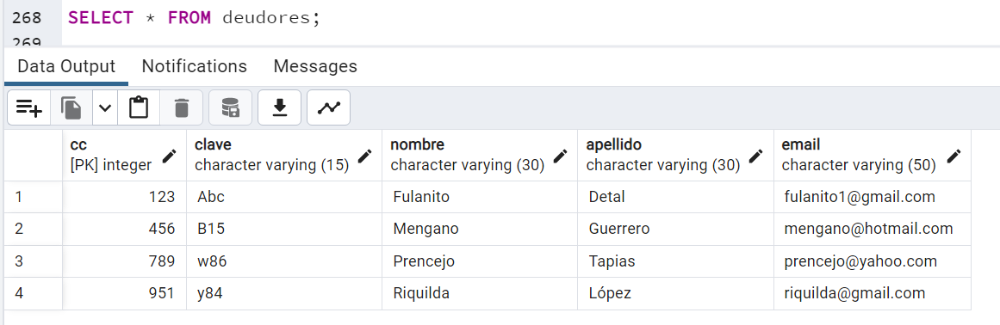 268 SELECT * FROM deudores;
269
Data Output Notifications Messages
cc clave nombre apellido email
[PK] integer character varying (15) character varying (30) character varying (30) character varying (50)
1 123 Abc Fulanito Detal fulanito1@gmail.com
2 456 B15 Mengano Guerrero mengano@hotmail.com
3 789 w86 Prencejo Tapias prencejo@yahoo.com
4 951 y84 Riquilda López riquilda@gmail.com